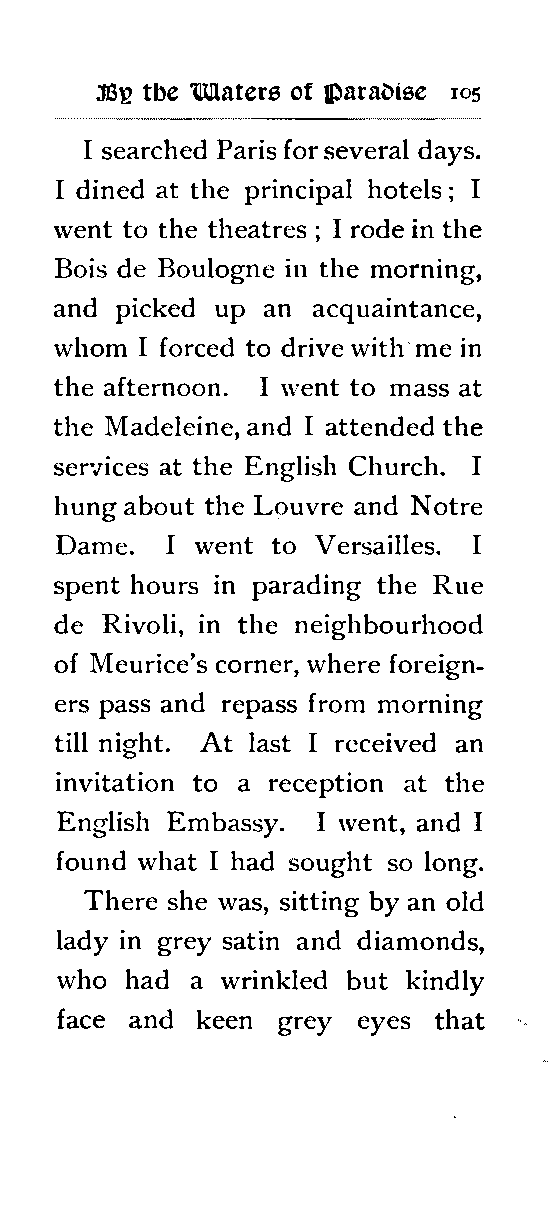 By the Waters of Paradise 105
I searched Paris for several days.
I dined at the principal hotels; I
went to the theatres; I rode in the
Bois de Boulogne in the morning,
and picked up an acquaintance,
whom I forced to drive with me in
the afternoon. I went to mass at
the Madeleine, and I attended the
services at the English Church. I
hung about the Louvre and Notre
Dame. I went to Versailles. I
spent hours in parading the Rue
de Rivoli, in the neighbourhood
of Meurice's corner, where foreign-
ers pass and repass from morning
till night. At last I received an
invitation to a reception at the
English Embassy. I went, and I
found what I had sought so long.
There she was, sitting by an old
lady in grey satin and diamonds,
who had a wrinkled but kindly
face and keen grey eyes that